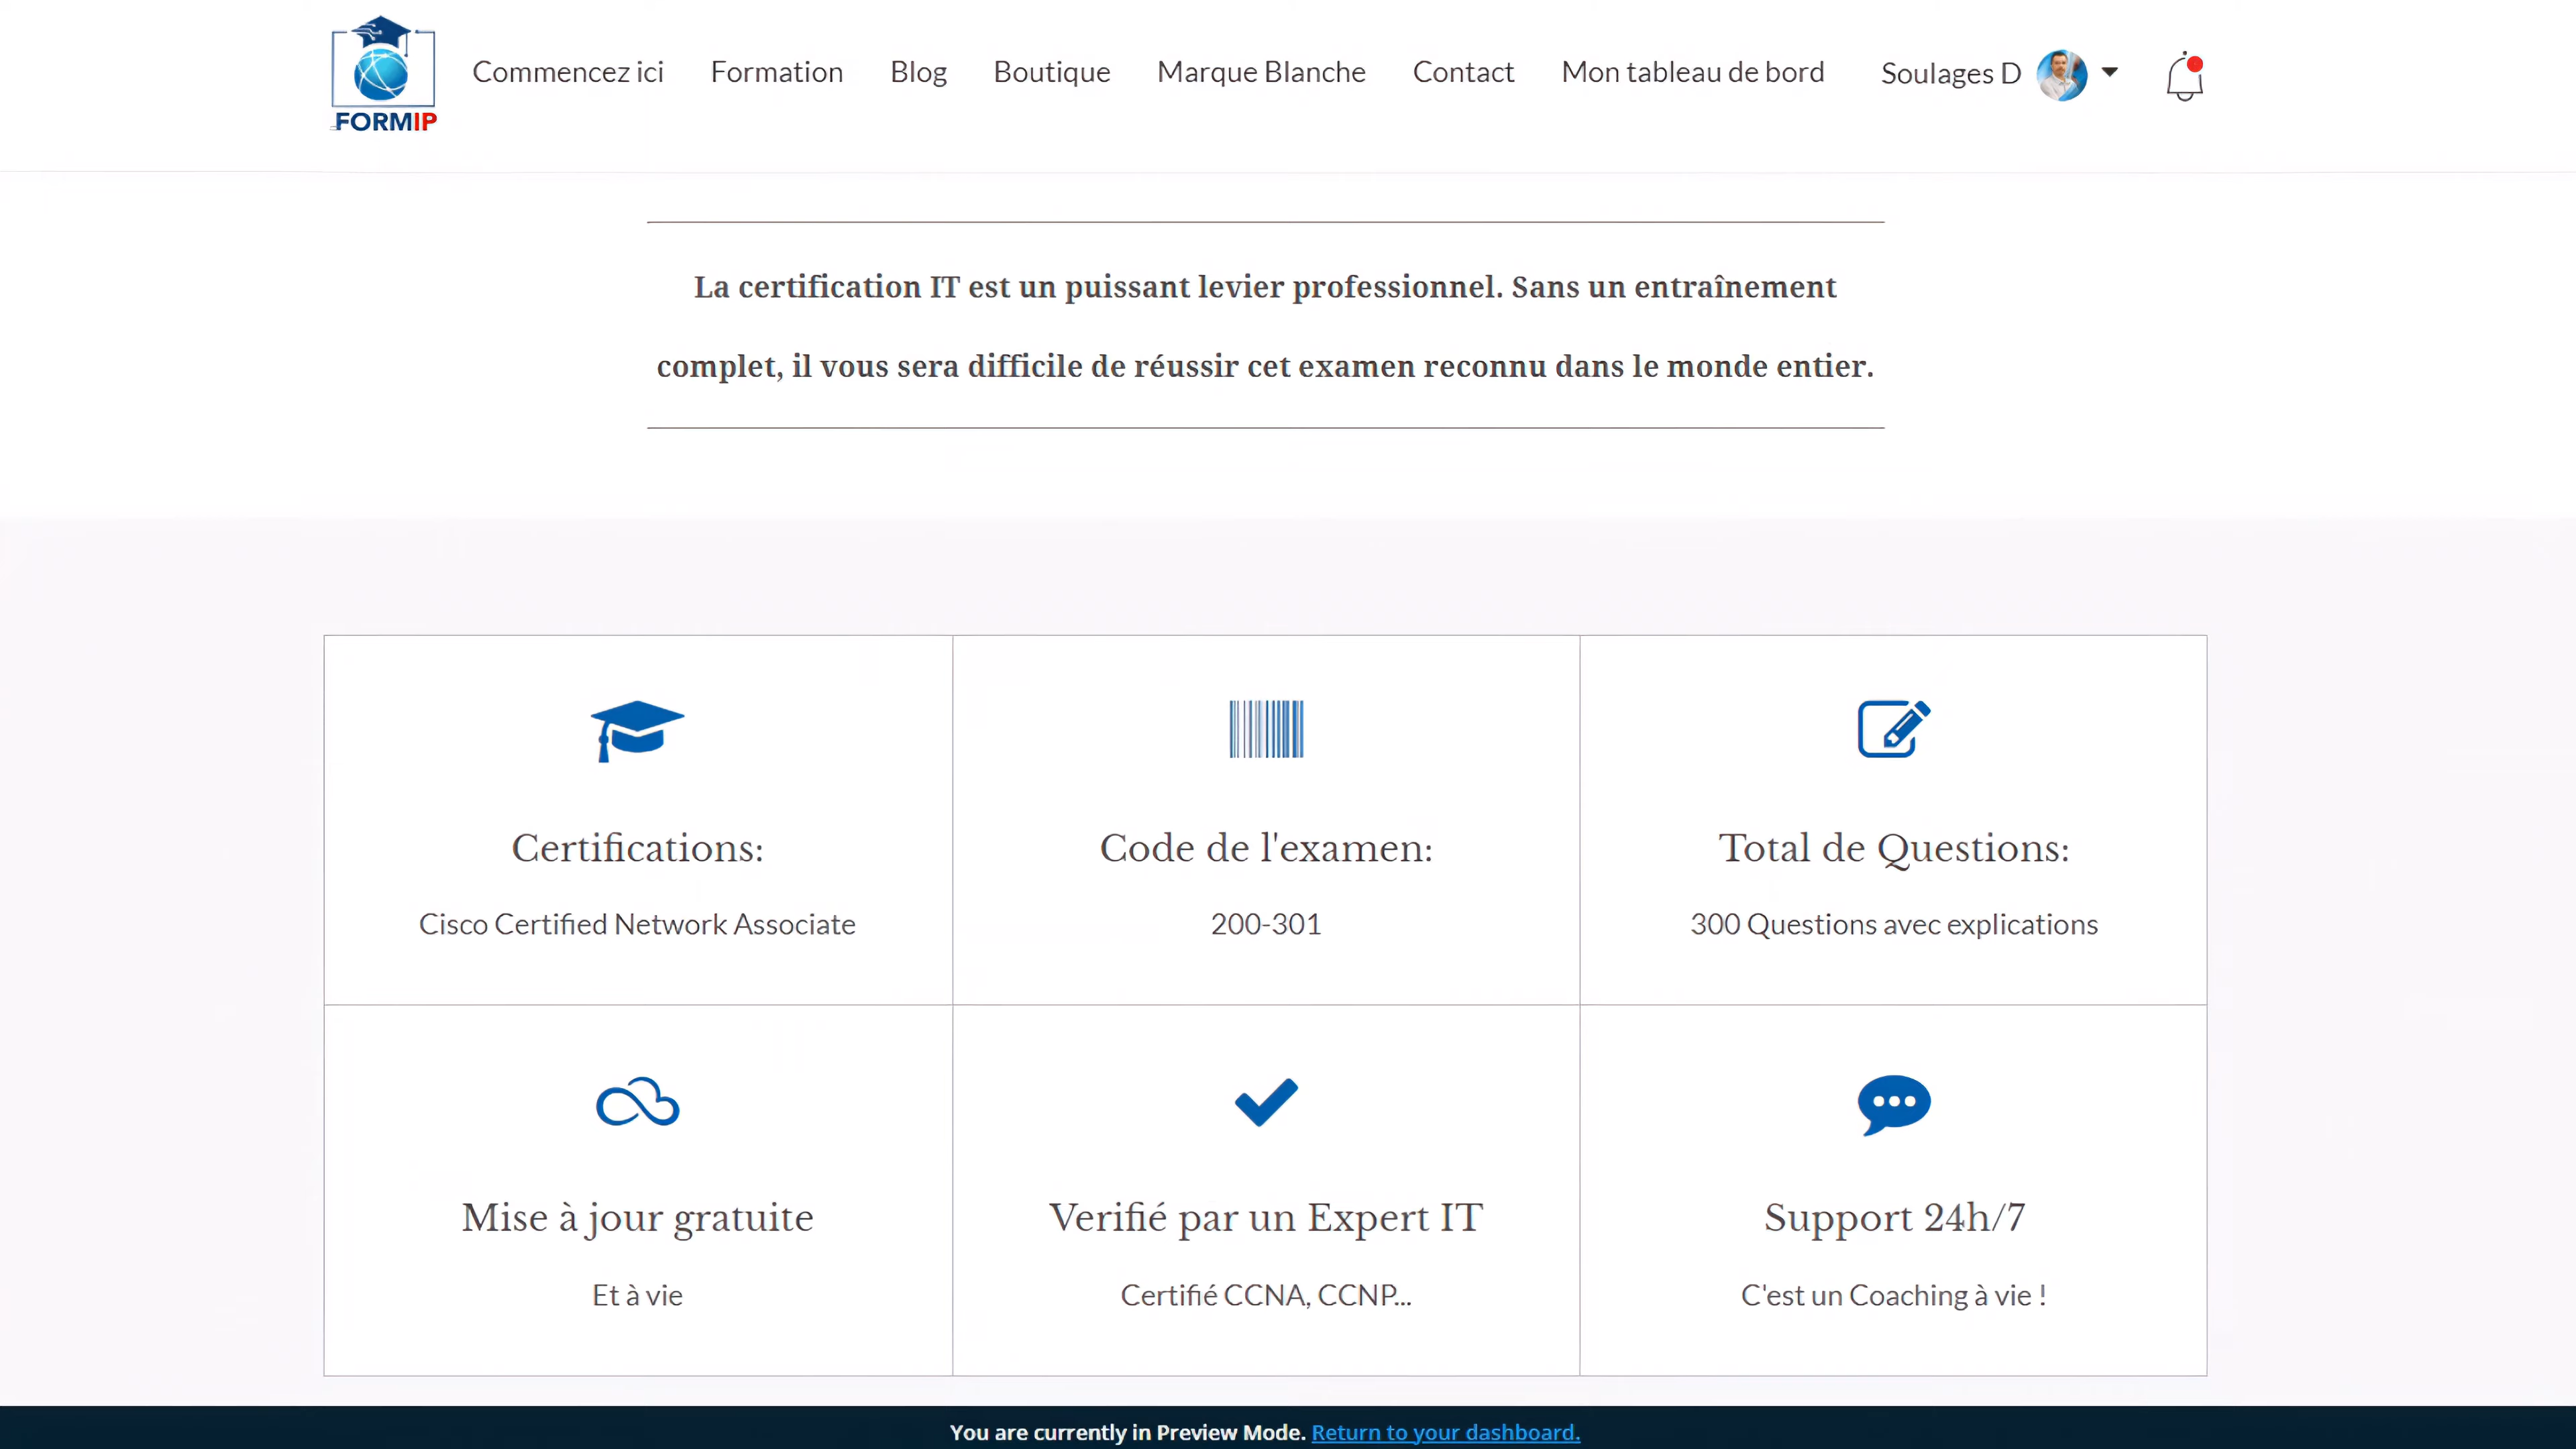 FORMIP
Commencez ici Formation Blog Boutique Marque Blanche Contact Mon tableau de bord Soulages D
La certification IT est un puissant levier professionnel. Sans un entraînement
complet, il vous sera difficile de réussir cet examen reconnu dans le monde entier.
Certifications:
Cisco Certified Network Associate
Code de l'examen:
200-301
Total de Questions:
300 Questions avec explications
Mise à jour gratuite
Et à vie
Verifié par un Expert IT
Certifié CCNA, CCNP...
Support 24h/7
C'est un Coaching à vie !
You are currently in Preview Mode. Return to your dashboard.